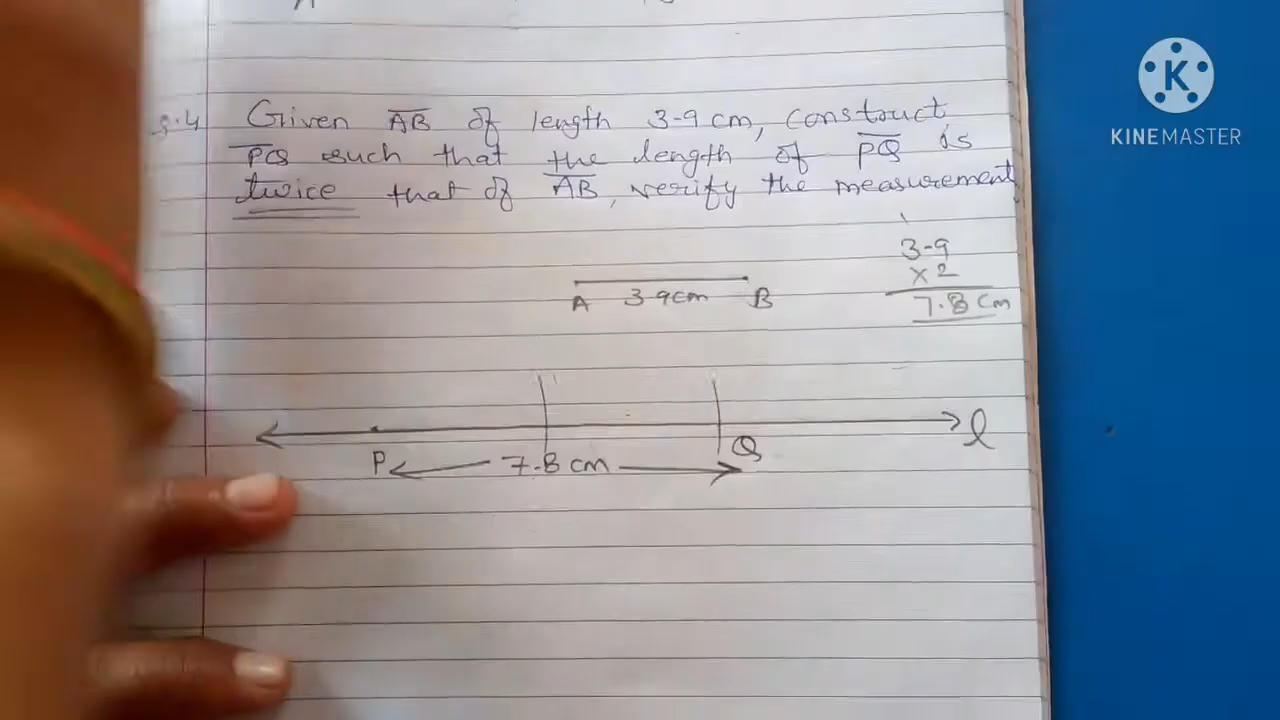 Q.4 Given AB of length 3-9 cm, construct
PQ such that the length of PQ is
twice that of AB, verify the measurement
3-9
×2
7.8 cm
A 3.9cm B
l
P 7.8 cm Q
K
KINEMASTER